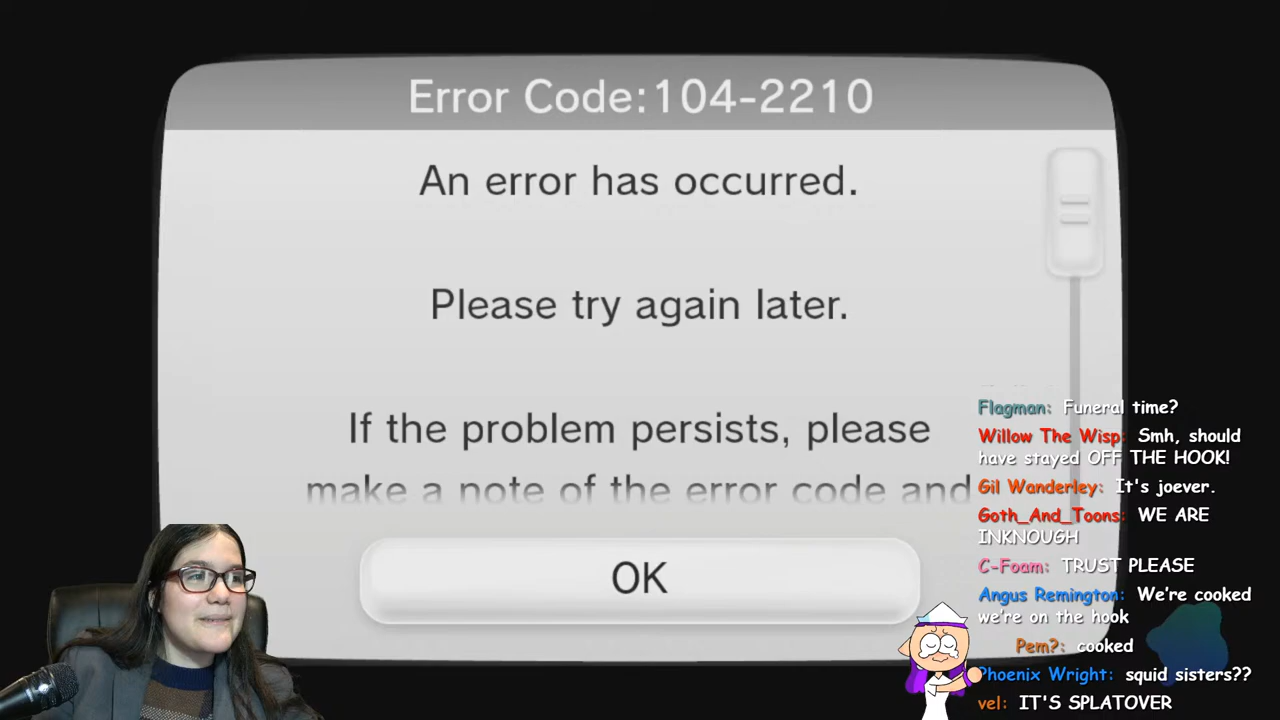 Error Code:104-2210
An error has occurred.
Please try again later.
If the problem persists, please
make a note of the error code and
OK
Flagman: Funeral time?
Willow The Wisp: Smh, should
have stayed OFF THE HOOK!
Gil Wanderley: It's joever.
Goth_And_Toons: WE ARE
INKNOUGH
C-Foam: TRUST PLEASE
Angus Remington: We're cooked
we're on the hook
Pem?: cooked
Phoenix Wright: squid sisters??
vel: IT'S SPLATOVER